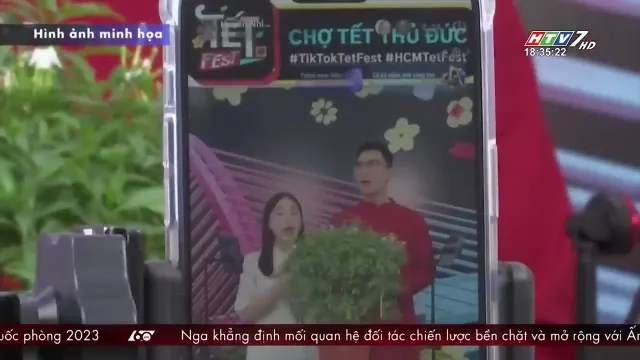 Hình ảnh minh họa
HTV7 HD
18:35:22
TẾT
FEST
CHỢ TẾT THỦ ĐỨC
#TikTokTetFest #HCMTetFest
uốc phòng 2023
60
Nga khẳng định mối quan hệ đối tác chiến lược bền chặt và mở rộng với Ấ